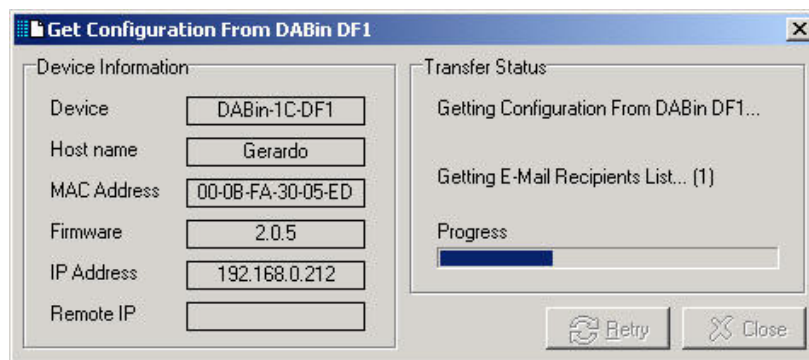 Get Configuration From DABin DF1
Device Information
Device
DABin-1C-DF1
Host name
Gerardo
MAC Address
00-0B-FA-30-05-ED
Firmware
2.0.5
IP Address
192.168.0.212
Remote IP
Transfer Status
Getting Configuration From DABin DF1...
Getting E-Mail Recipients List... (1)
Progress
Retry
Close